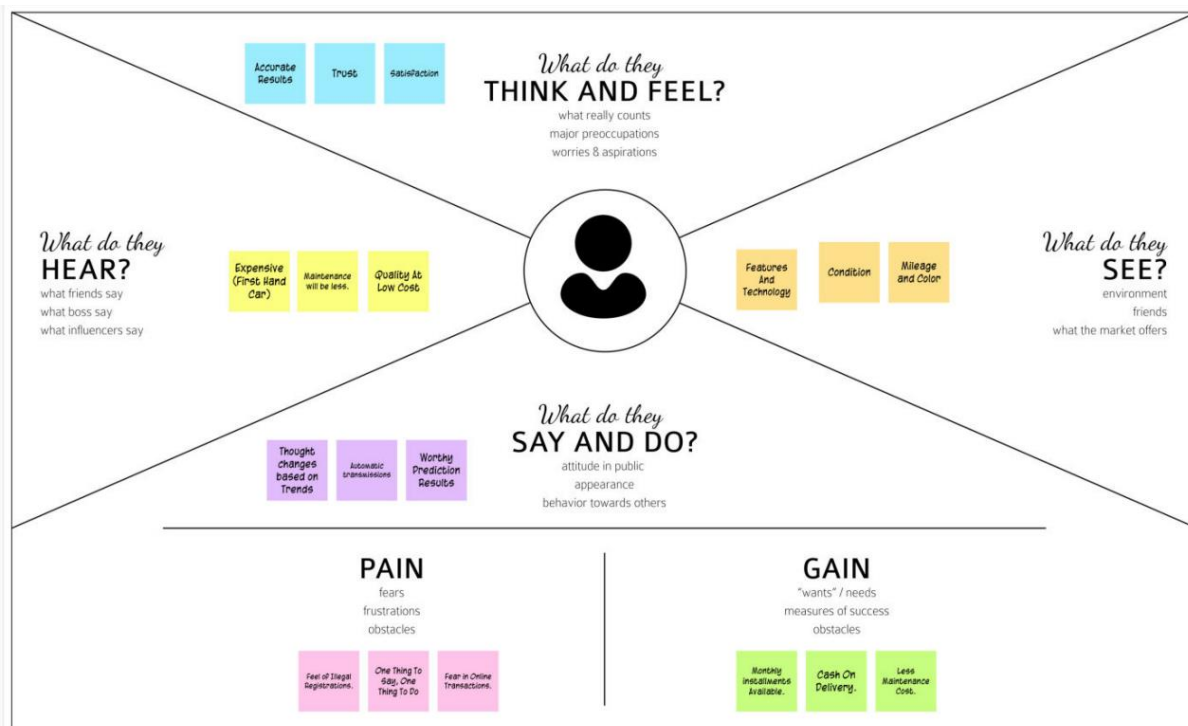 Accurate
Results
Trust
Satisfaction
What do they
THINK AND FEEL?
what really counts
major preoccupations
worries & aspirations
What do they
HEAR?
what friends say
what boss say
what influencers say
Expensive
(First Hand
Car)
Maintenance
will be less.
Quality At
Low Cost
Features
And
Technology
Condition
Mileage
and Color
What do they
SEE?
environment
friends
what the market offers
What do they
SAY AND DO?
attitude in public
appearance
behavior towards others
Thought
changes
based on
Trends
Automatic
transmissions
Worthy
Prediction
Results
PAIN
fears
frustrations
obstacles
Feel of Illegal
Registrations.
One Thing To
Say, One
Thing To Do
Fear in Online
Transactions.
GAIN
"wants" / needs
measures of success
obstacles
Monthly
installments
Available.
Cash On
Delivery.
Less
Maintenance
Cost.